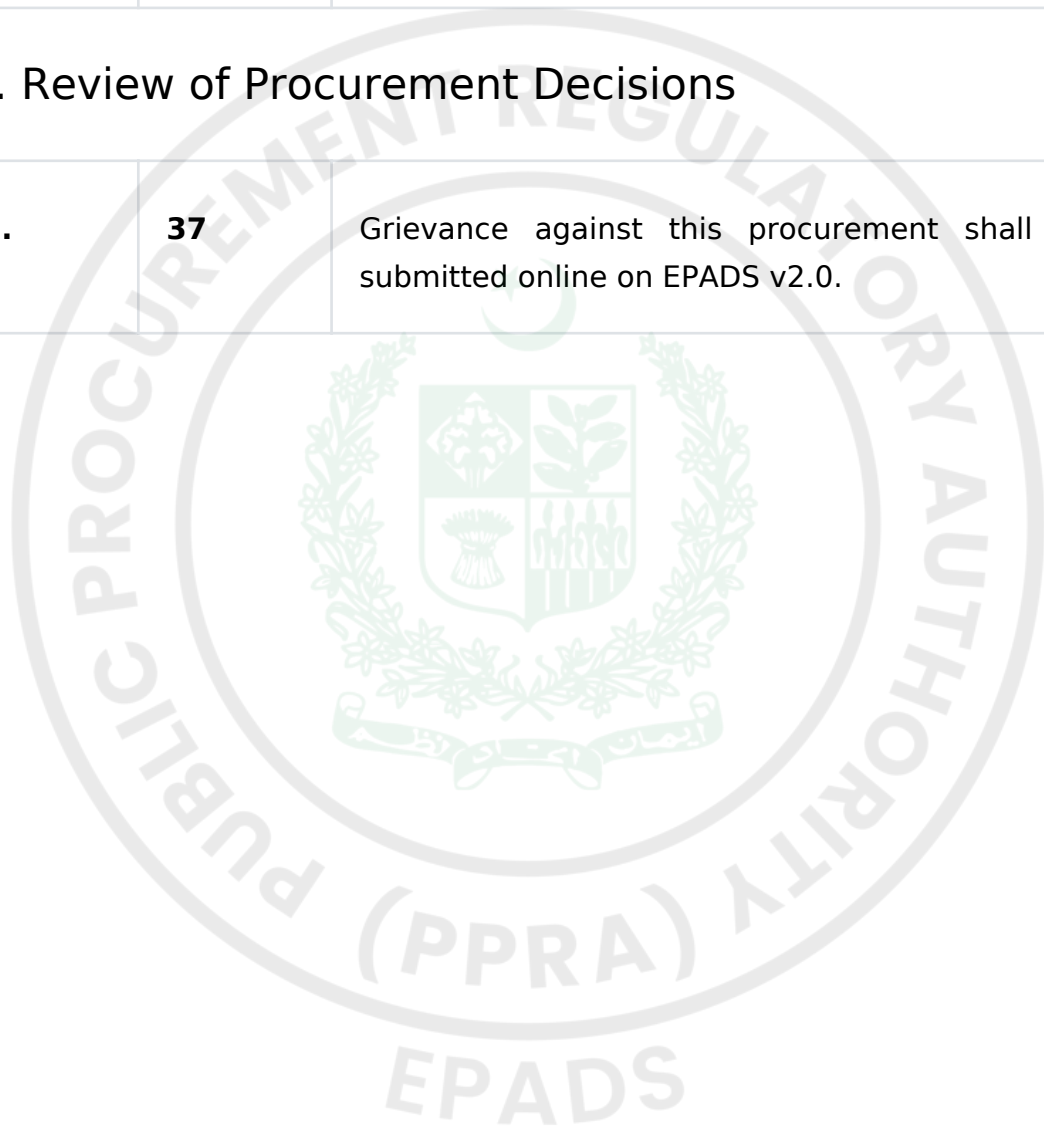 . Review of Procurement Decisions
. 37 Grievance against this procurement shall
submitted online on EPADS v2.0.
PUBLIC PROCUREMENT REGULATORY AUTHORITY
(PPRA)
EPADS